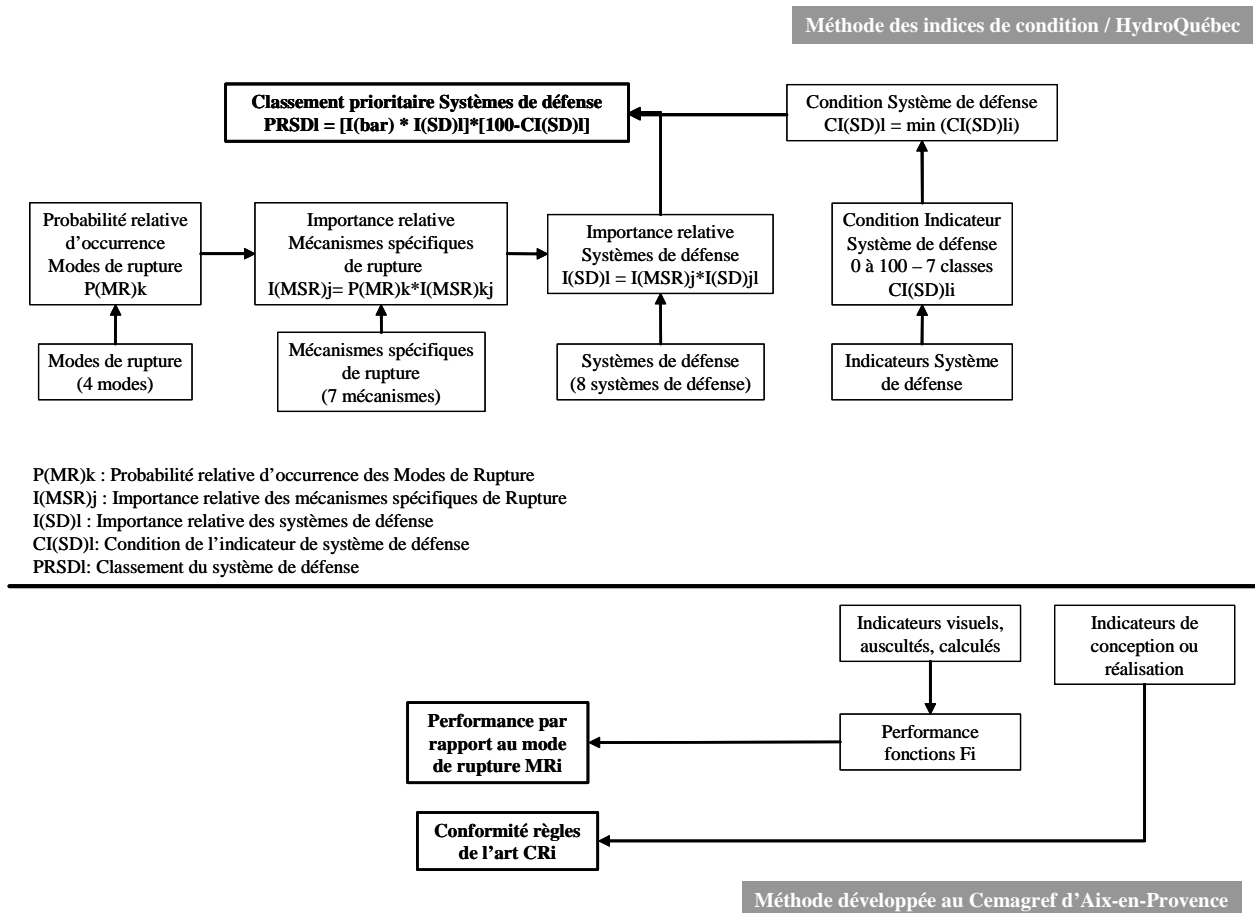 Méthode des indices de condition / HydroQuébec
Classement prioritaire Systèmes de défense
PRSDl = [I(bar) * I(SD)l]*[100-CI(SD)l]
Condition Système de défense
CI(SD)l = min (CI(SD)li)
Probabilité relative
d’occurrence
Modes de rupture
P(MR)k
Importance relative
Mécanismes spécifiques
de rupture
I(MSR)j= P(MR)k*I(MSR)kj
Importance relative
Systèmes de défense
I(SD)l = I(MSR)j*I(SD)jl
Condition Indicateur
Système de défense
0 à 100 – 7 classes
CI(SD)li
Modes de rupture
(4 modes)
Mécanismes spécifiques
de rupture
(7 mécanismes)
Systèmes de défense
(8 systèmes de défense)
Indicateurs Système
de défense
P(MR)k : Probabilité relative d’occurrence des Modes de Rupture
I(MSR)j : Importance relative des mécanismes spécifiques de Rupture
I(SD)l : Importance relative des systèmes de défense
CI(SD)l: Condition de l’indicateur de système de défense
PRSDl: Classement du système de défense
Indicateurs visuels,
auscultés, calculés
Indicateurs de
conception ou
réalisation
Performance par
rapport au mode
de rupture MRi
Performance
fonctions Fi
Conformité règles
de l’art CRi
Méthode développée au Cemagref d’Aix-en-Provence